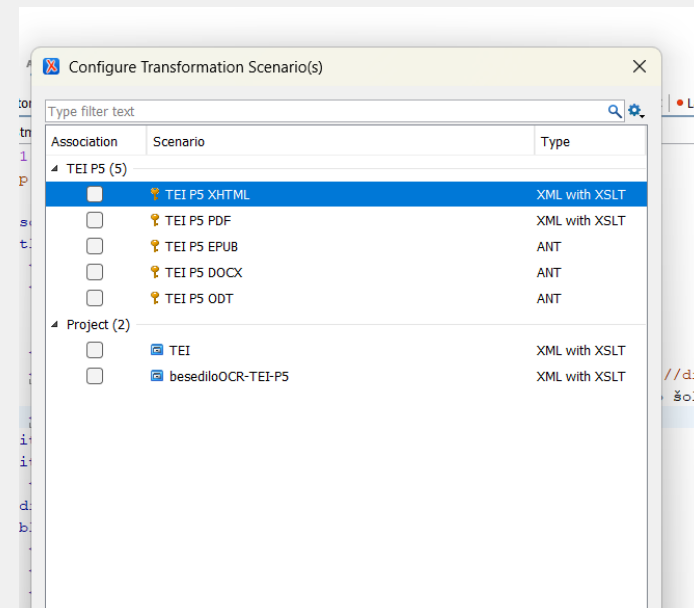 Configure Transformation Scenario(s)
Type filter text
Association Scenario Type
TEI P5 (5)
TEI P5 XHTML XML with XSLT
TEI P5 PDF XML with XSLT
TEI P5 EPUB ANT
TEI P5 DOCX ANT
TEI P5 ODT ANT
Project (2)
TEI XML with XSLT
besediloOCR-TEI-P5 XML with XSLT